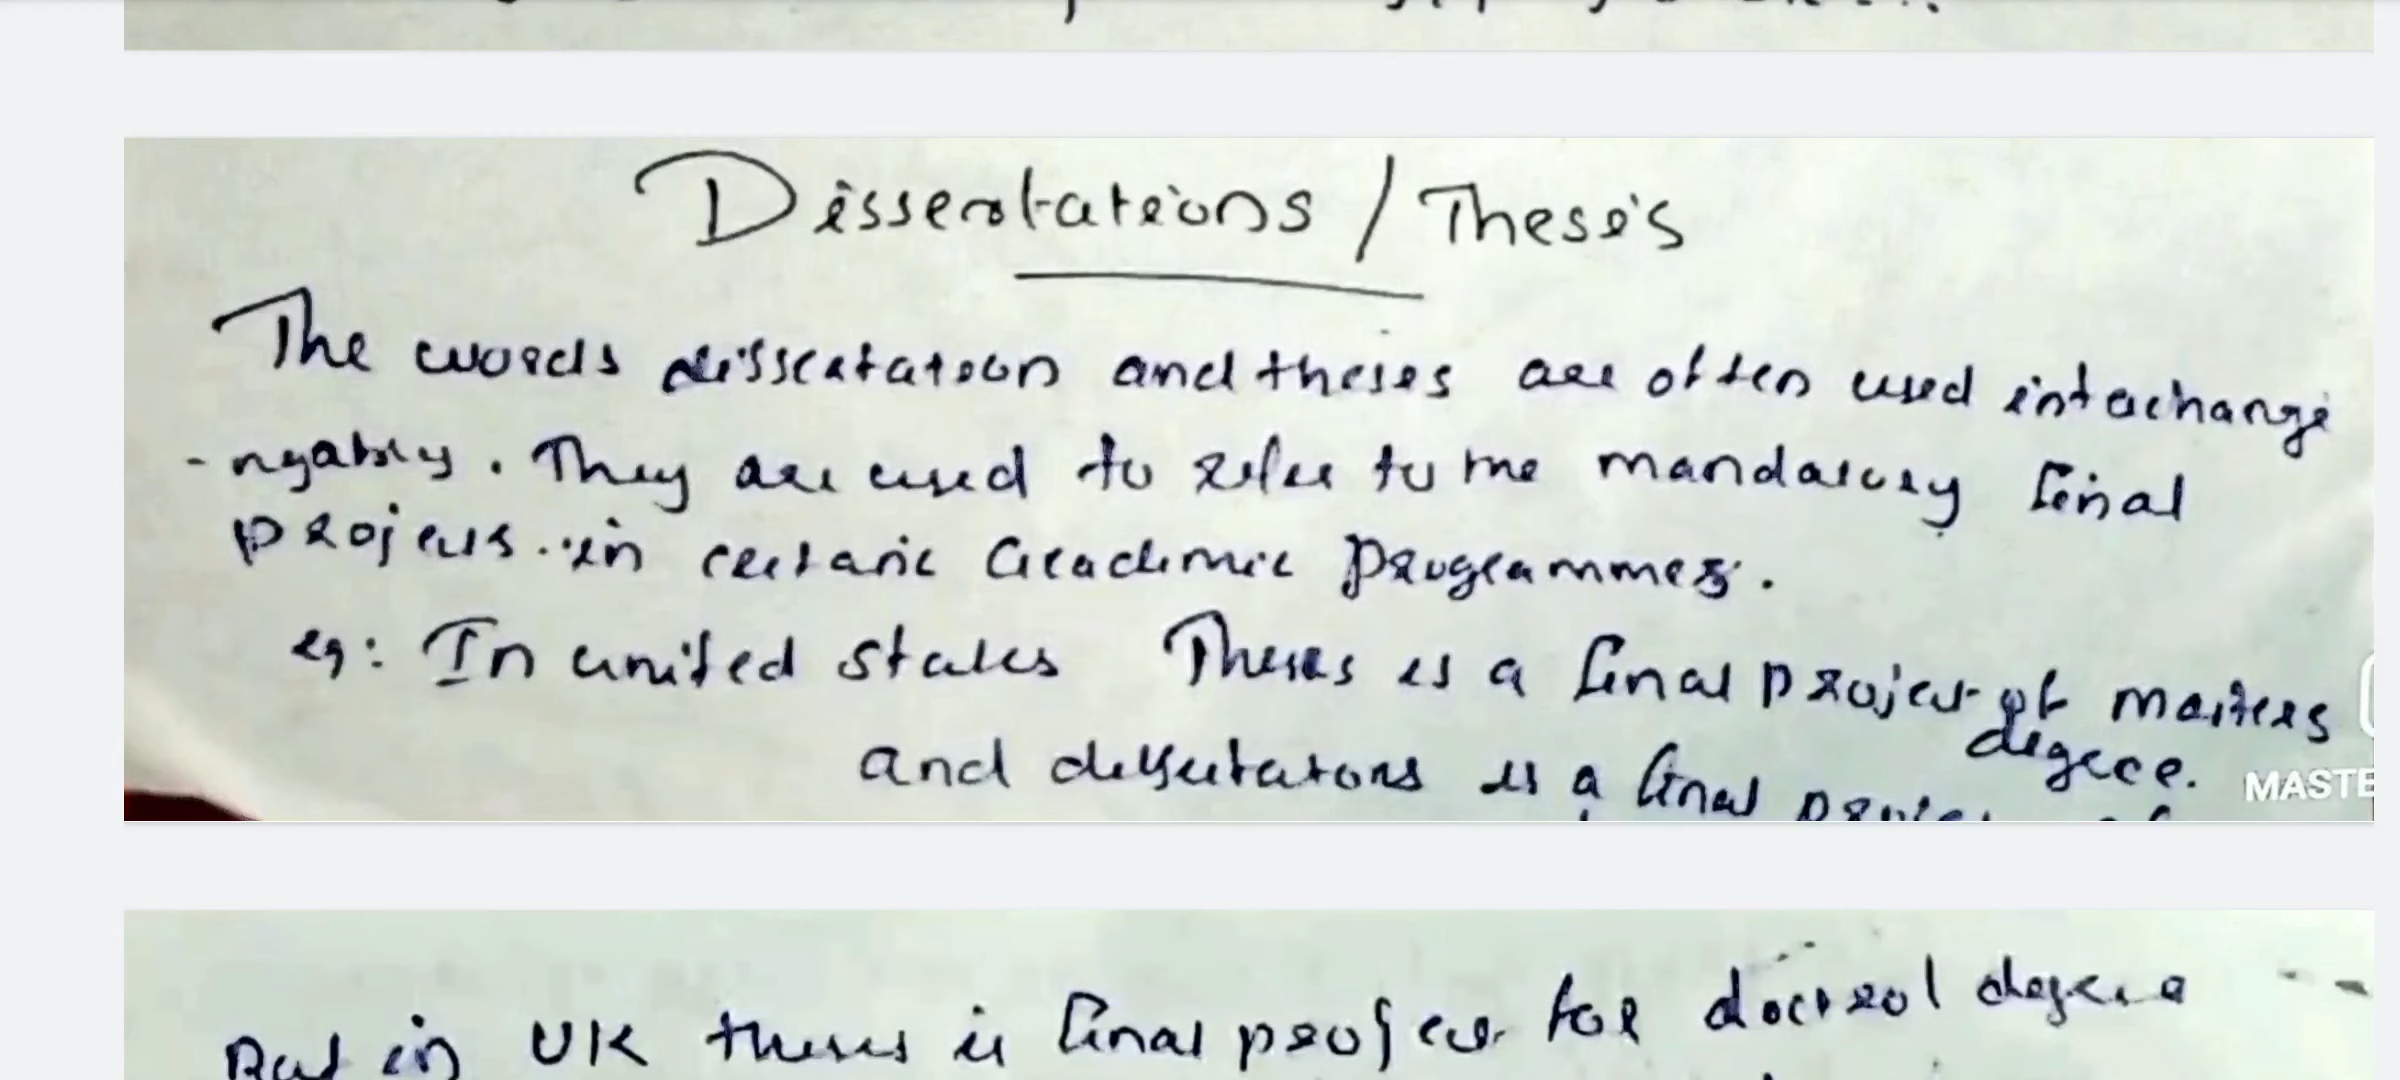 Dissertations / Thesis
The words dissertation and theses are often used interchange
-ngably. They are used to refer to the mandatory final
projects in certain academic programmes.
eg: In united states Theses is a final project of masters
degree.
and dissertations is a final
MASTE
But in UK theses is final project for doctrol degree